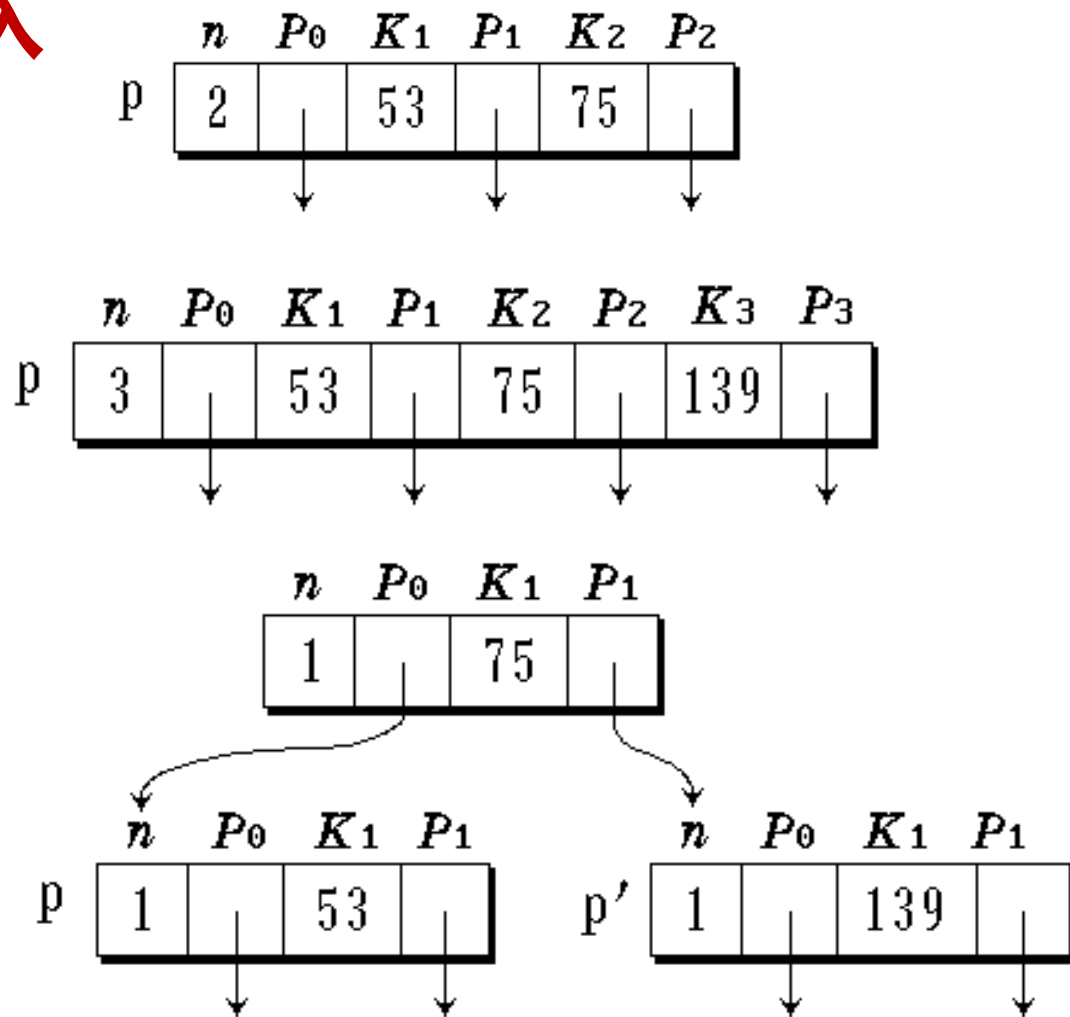 n P0 K1 P1 K2 P2
p 2 53 75
n P0 K1 P1 K2 P2 K3 P3
p 3 53 75 139
n P0 K1 P1
1 75
n P0 K1 P1 n P0 K1 P1
p 1 53 p′ 1 139